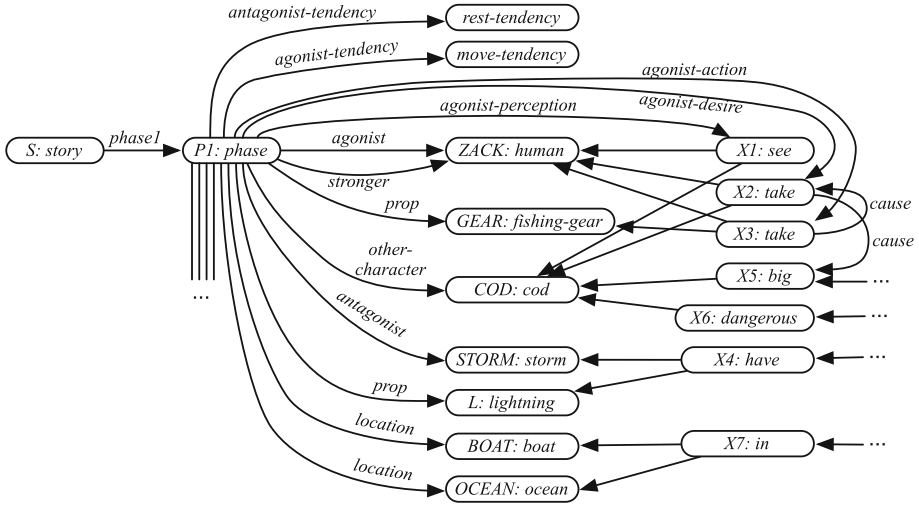 antagonist-tendency
rest-tendency
agonist-tendency
move-tendency
agonist-action
agonist-desire
agonist-perception
S: story
phase1
P1: phase
agonist
ZACK: human
X1: see
stronger
X2: take
prop
GEAR: fishing-gear
X3: take
cause
cause
other-
character
COD: cod
X5: big
...
...
X6: dangerous
...
antagonist
STORM: storm
X4: have
...
prop
L: lightning
location
BOAT: boat
X7: in
...
location
OCEAN: ocean